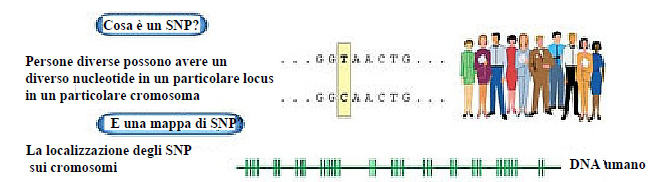 Cosa è un SNP?
Persone diverse possono avere un
diverso nucleotide in un particolare locus
in un particolare cromosoma
. . . G G T A A C T G . . .
. . . G G C A A C T G . . .
E una mappa di SNP?
La localizzazione degli SNP
sui cromosomi
DNA umano